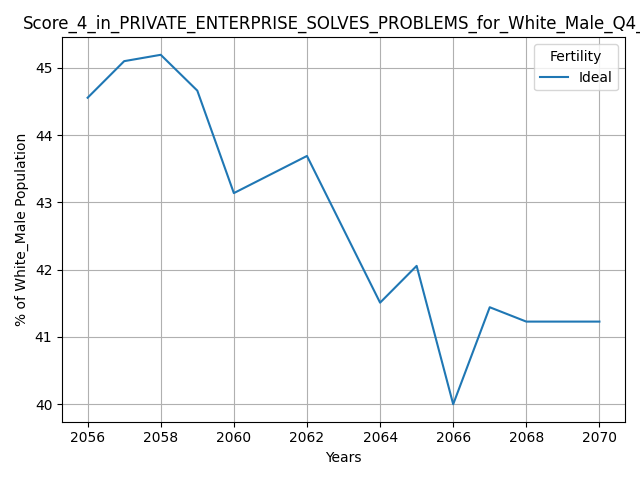 Score_4_in_PRIVATE_ENTERPRISE_SOLVES_PROBLEMS_for_White_Male_Q4_
Fertility
Ideal
% of White_Male Population
45
44
43
42
41
40
2056 2058 2060 2062 2064 2066 2068 2070
Years